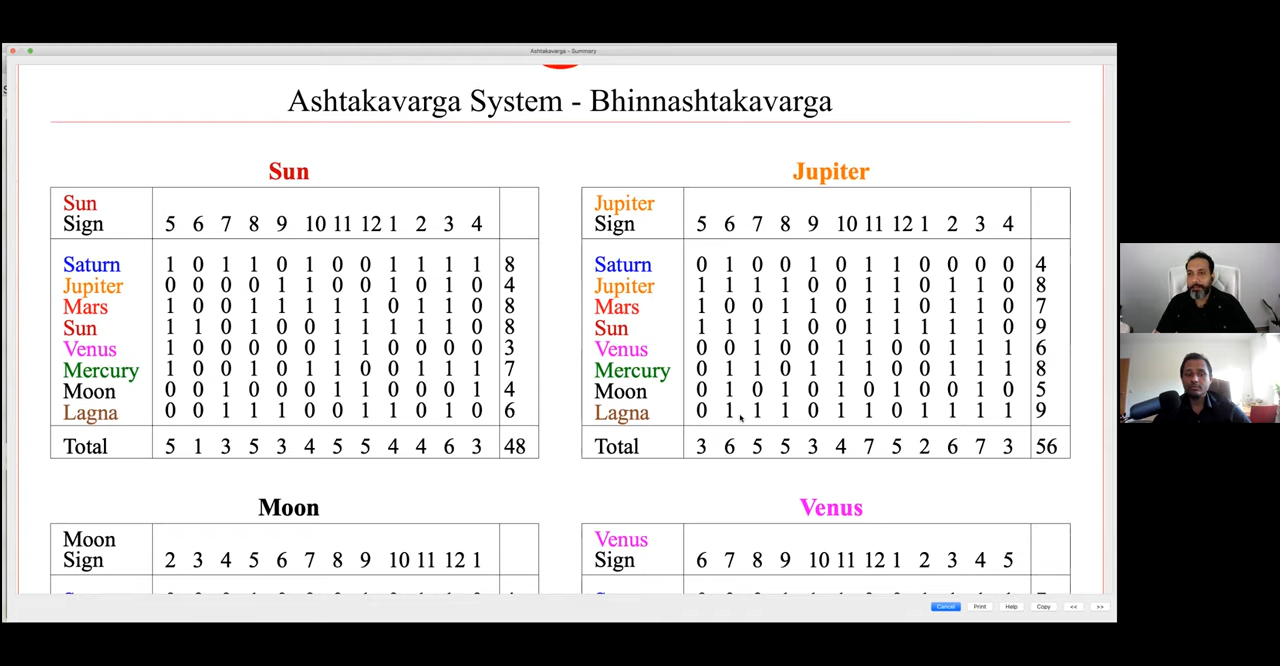 Ashtakavarga - Summary
Ashtakavarga System - Bhinnashtakavarga
Sun
Sun
Sign 5 6 7 8 9 10 11 12 1 2 3 4
Saturn 1 0 1 1 0 1 0 0 1 1 1 1 8
Jupiter 0 0 0 0 1 1 0 0 1 0 1 0 4
Mars 1 0 0 1 1 1 1 1 0 1 1 0 8
Sun 1 1 0 1 0 0 1 1 1 1 1 0 8
Venus 1 0 0 0 0 0 1 1 0 0 0 0 3
Mercury 1 0 0 1 1 0 0 1 0 1 1 1 7
Moon 0 0 1 0 0 0 1 1 0 0 0 1 4
Lagna 0 0 1 1 1 0 0 1 1 0 1 0 6
Total 5 1 3 5 3 4 5 5 4 4 6 3 48
Jupiter
Jupiter
Sign 5 6 7 8 9 10 11 12 1 2 3 4
Saturn 0 1 0 0 1 0 1 1 0 0 0 0 4
Jupiter 1 1 1 1 0 0 1 1 0 1 1 0 8
Mars 1 1 0 1 1 0 1 0 0 1 1 0 7
Sun 1 1 1 1 0 0 1 1 1 1 1 0 9
Venus 0 0 1 0 0 1 1 0 0 1 1 1 6
Mercury 0 1 1 0 1 1 1 0 0 1 1 1 8
Moon 0 1 0 1 0 1 0 1 0 0 1 0 5
Lagna 0 1 1 1 0 1 1 0 1 1 1 1 9
Total 3 6 5 5 3 4 7 5 2 6 7 3 56
Moon
Moon
Sign 2 3 4 5 6 7 8 9 10 11 12 1
Venus
Venus
Sign 6 7 8 9 10 11 12 1 2 3 4 5
Cancel Print Help Copy << >>